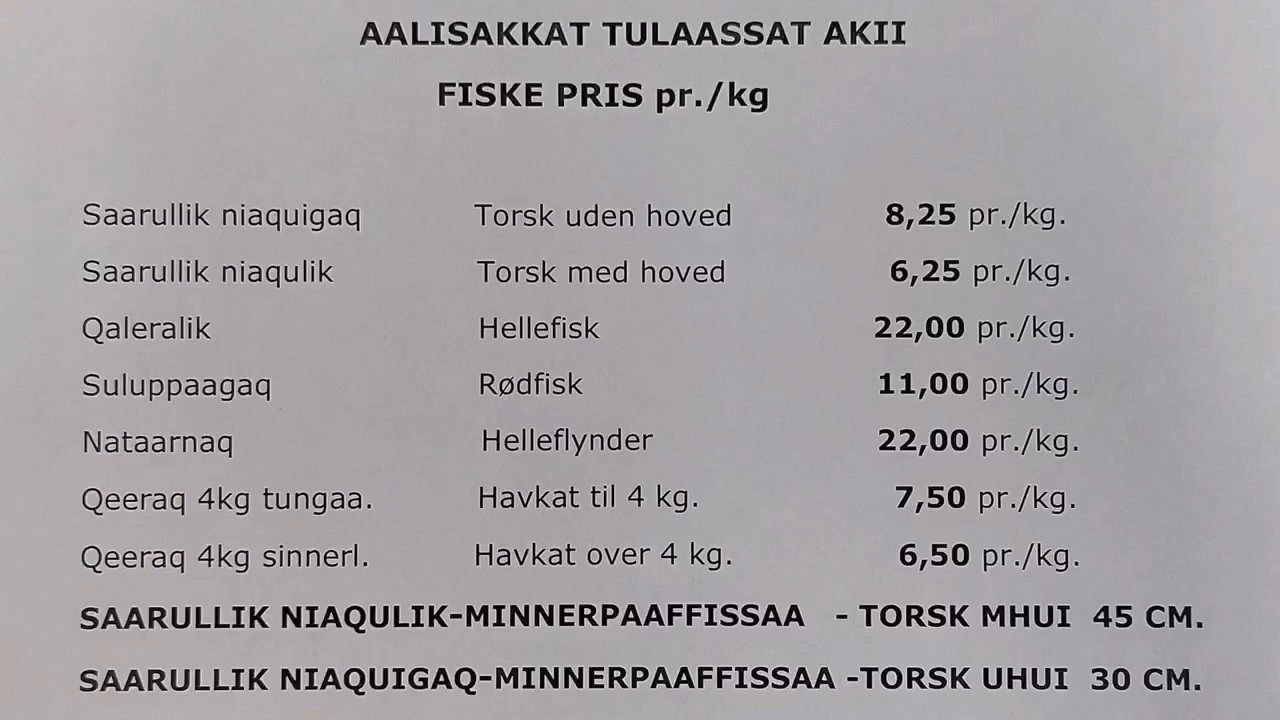 AALISAKKAT TULAASSAT AKII
FISKE PRIS pr./kg
Saarullik niaquigaq Torsk uden hoved 8,25 pr./kg.
Saarullik niaqulik Torsk med hoved 6,25 pr./kg.
Qaleralik Hellefisk 22,00 pr./kg.
Suluppaagaq Rødfisk 11,00 pr./kg.
Nataarnaq Helleflynder 22,00 pr./kg.
Qeeraq 4kg tungaa. Havkat til 4 kg. 7,50 pr./kg.
Qeeraq 4kg sinnerl. Havkat over 4 kg. 6,50 pr./kg.
SAARULLIK NIAQULIK-MINNERPAAFFISSAA - TORSK MHUI 45 CM.
SAARULLIK NIAQUIGAQ-MINNERPAAFFISSAA -TORSK UHUI 30 CM.